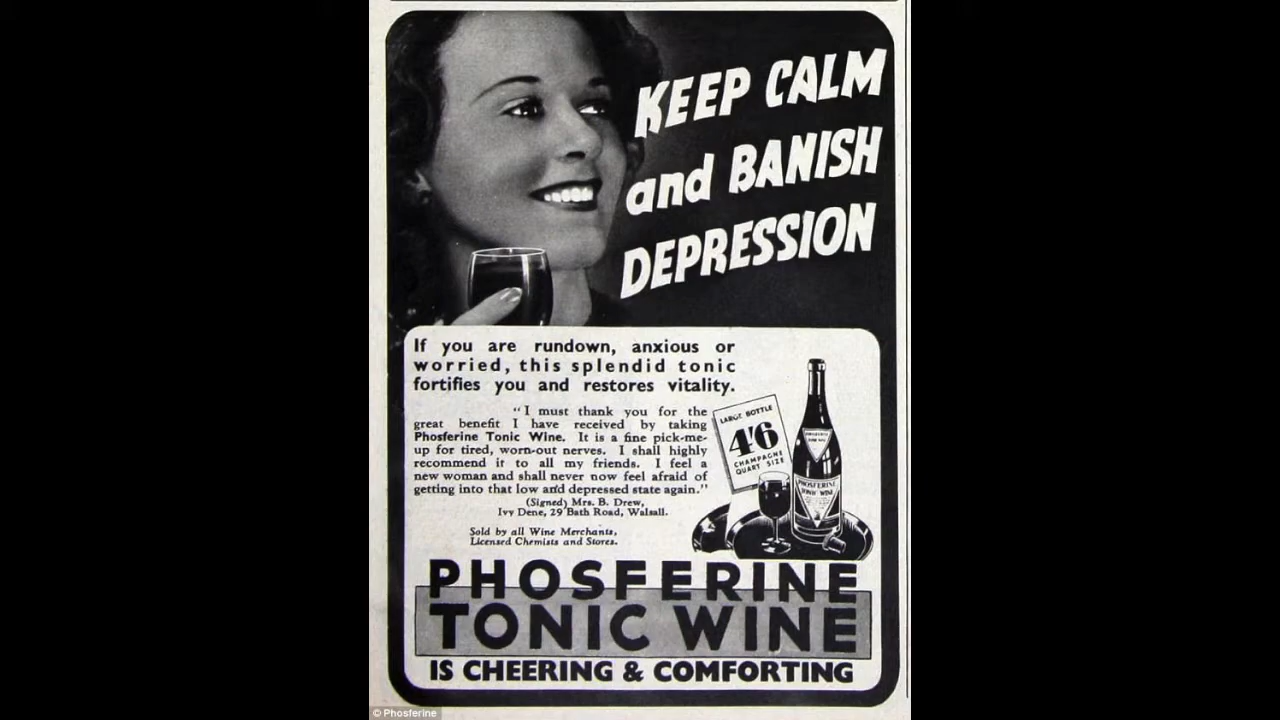 KEEP CALM
and BANISH
DEPRESSION
If you are rundown, anxious or
worried, this splendid tonic
fortifies you and restores vitality.
"I must thank you for the
great benefit I have received by taking
Phosferine Tonic Wine. It is a fine pick-me-
up for tired, worn-out nerves. I shall highly
recommend it to all my friends. I feel a
new woman and shall never now feel afraid of
getting into that low and depressed state again."
(Signed) Mrs. B. Drew,
Ivy Dene, 29 Bath Road, Walsall.
Sold by all Wine Merchants,
Licensed Chemists and Stores.
LARGE BOTTLE
4'6
CHAMPAGNE
QUART SIZE
PHOSFERINE
TONIC WINE
PHOSFERINE
TONIC WINE
IS CHEERING & COMFORTING
© Phosferine